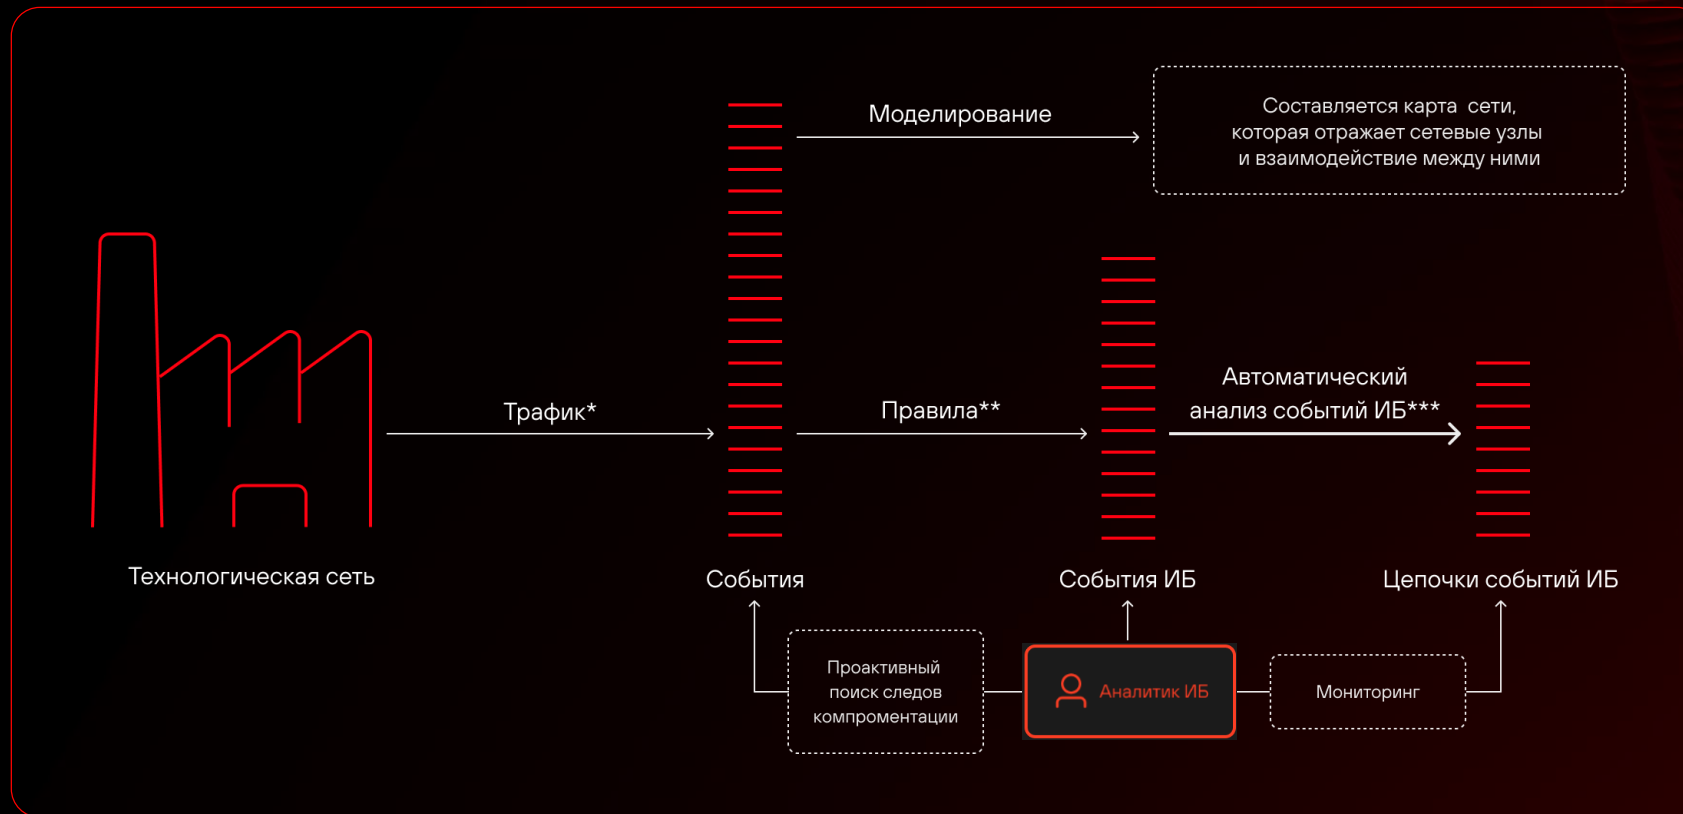 Моделирование
Составляется карта сети,
которая отражает сетевые узлы
и взаимодействие между ними
Трафик*
Правила**
Автоматический
анализ событий ИБ***
Технологическая сеть
События
События ИБ
Цепочки событий ИБ
Проактивный
поиск следов
компроментации
Аналитик ИБ
Мониторинг